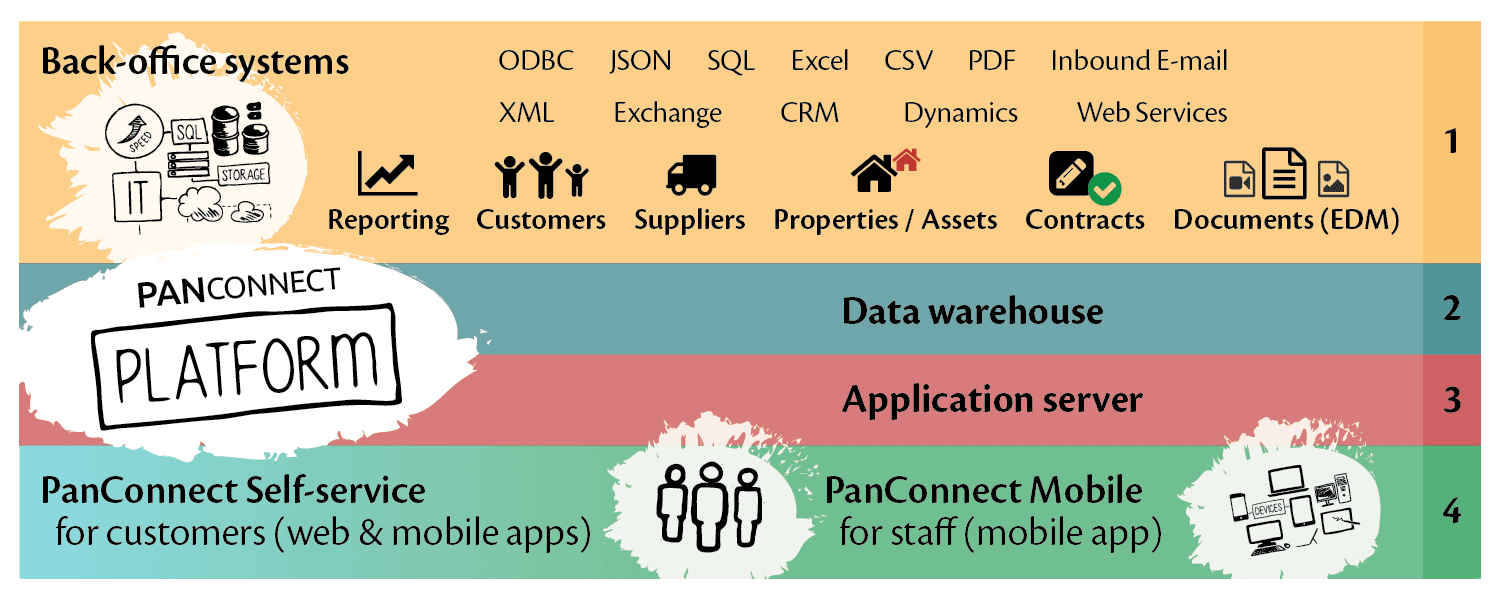 Back-office systems
ODBC JSON SQL Excel CSV PDF Inbound E-mail
XML Exchange CRM Dynamics Web Services
1
SPEED
SQL
IT
STORAGE
Reporting Customers Suppliers Properties / Assets Contracts Documents (EDM)
PANCONNECT
PLATFORM
Data warehouse
2
Application server
3
PanConnect Self-service
for customers (web & mobile apps)
PanConnect Mobile
for staff (mobile app)
DEVICES
4